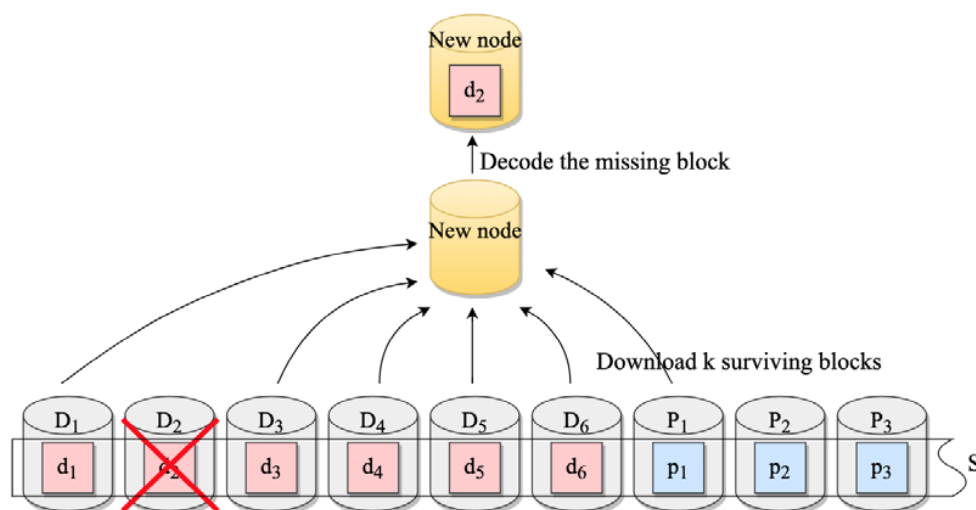 New node
d₂
Decode the missing block
New node
Download k surviving blocks
D₁ D₂ D₃ D₄ D₅ D₆ P₁ P₂ P₃
d₁ d₂ d₃ d₄ d₅ d₆ p₁ p₂ p₃ S